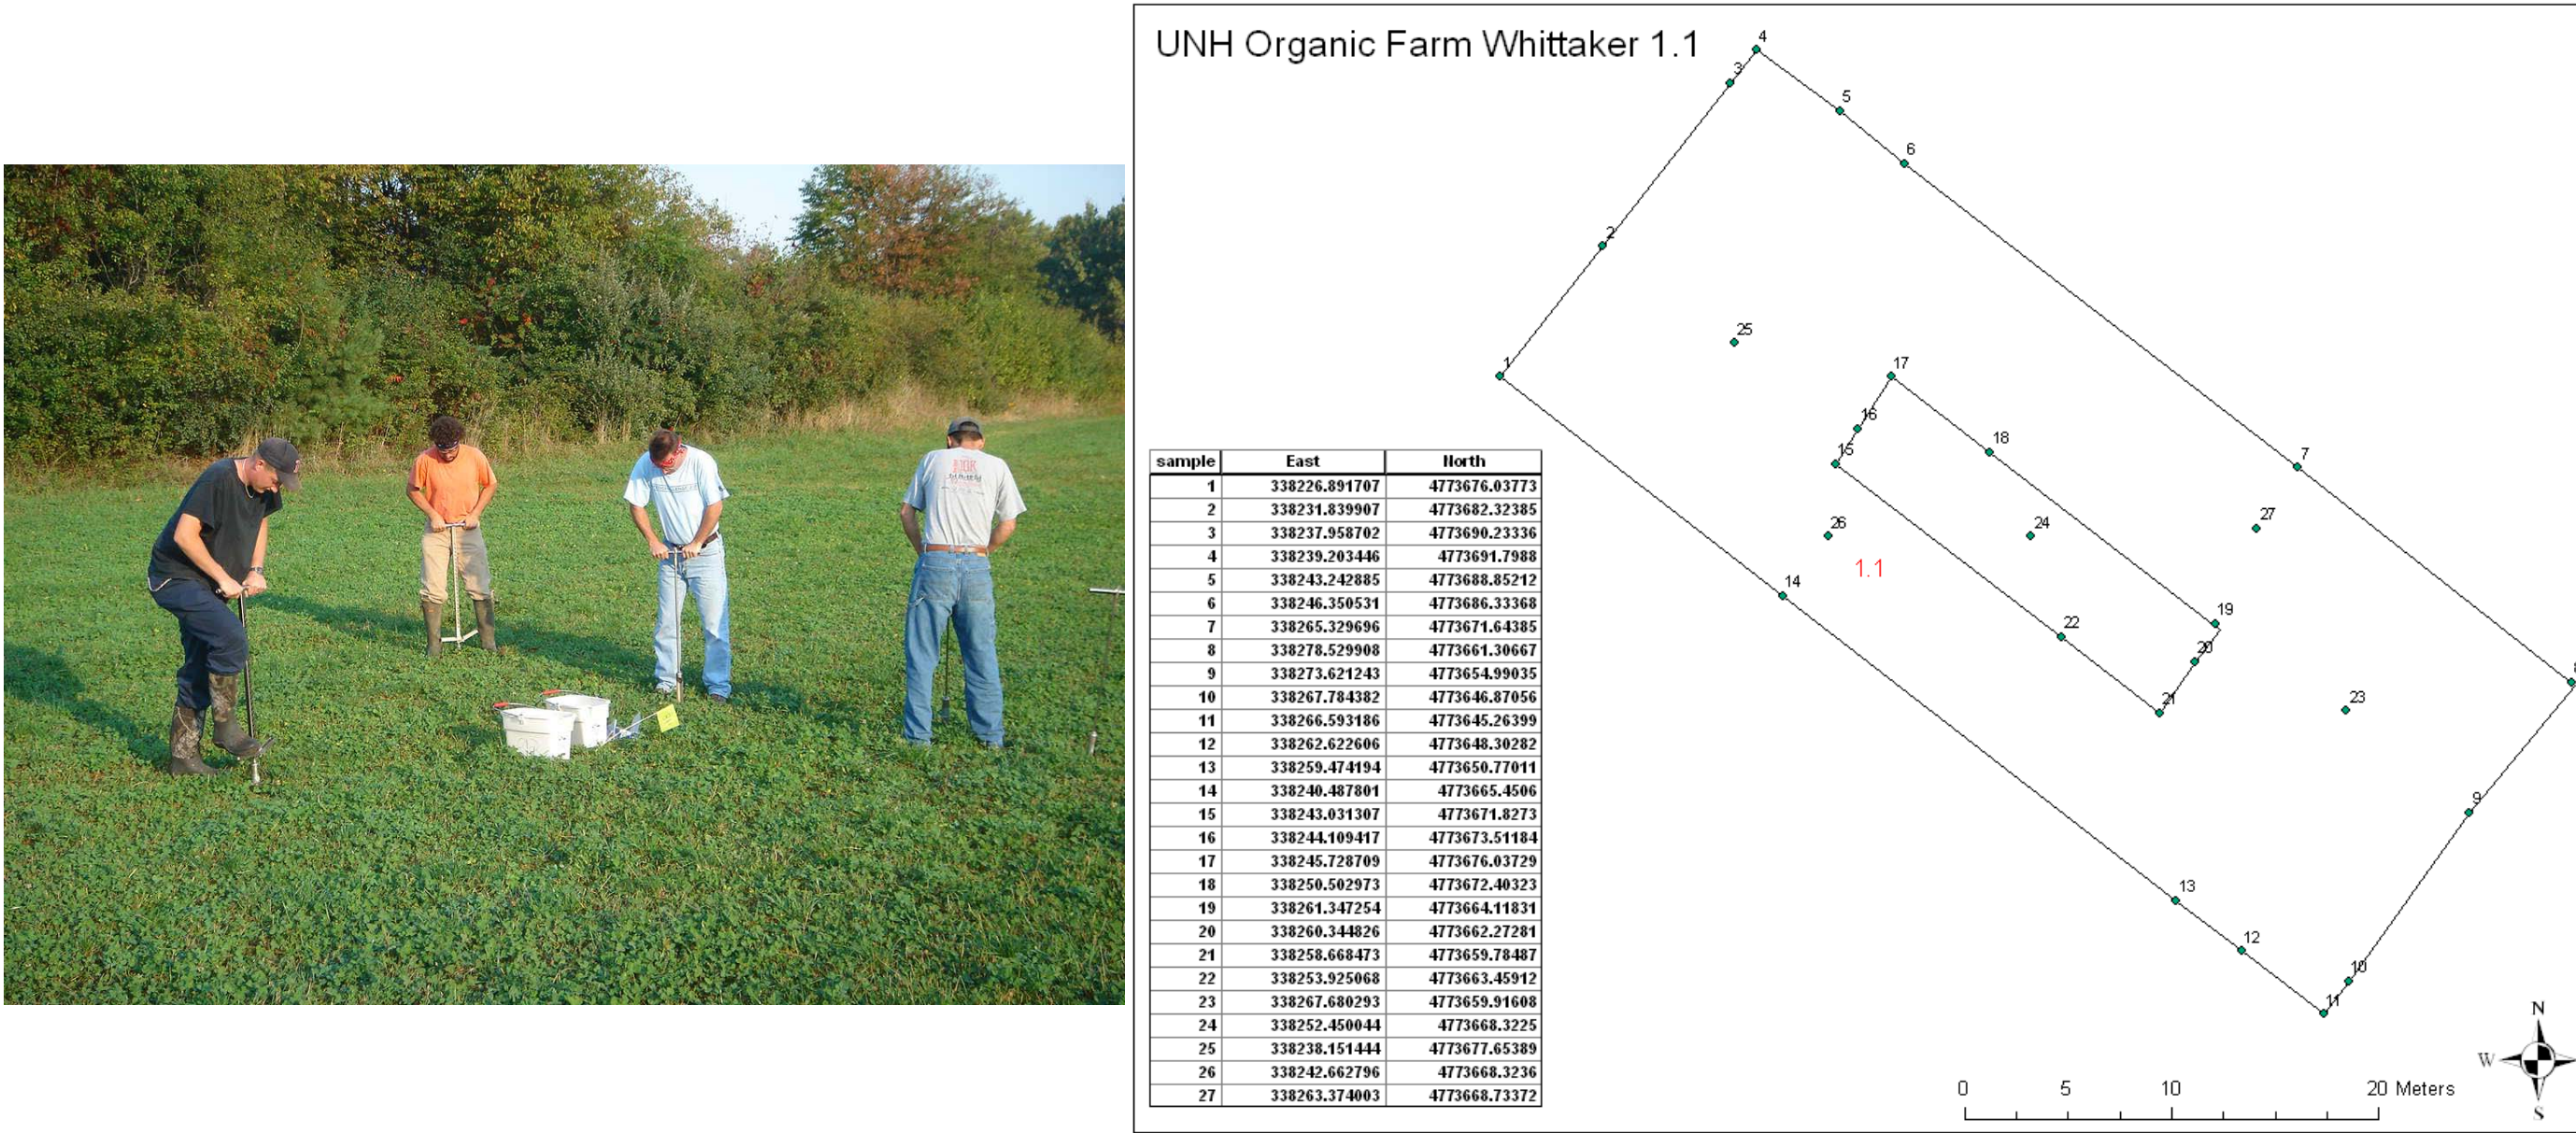 UNH Organic Farm Whittaker 1.1
4
3
5
6
2
25
1
17
16
18
15
7
27
26
24
1.1
14
19
22
20
21
23
8
9
13
12
10
11
sample East North
1 338226.891707 4773676.03773
2 338231.839907 4773682.32385
3 338237.958702 4773690.23336
4 338239.203446 4773691.7988
5 338243.242885 4773688.85212
6 338246.350531 4773686.33368
7 338265.329696 4773671.64385
8 338278.529908 4773661.30667
9 338273.621243 4773654.99035
10 338267.784382 4773646.87056
11 338266.593186 4773645.26399
12 338262.622606 4773648.30282
13 338259.474194 4773650.77011
14 338240.487801 4773665.4506
15 338243.031307 4773671.8273
16 338244.109417 4773673.51184
17 338245.728709 4773676.03729
18 338250.502973 4773672.40323
19 338261.347254 4773664.11831
20 338260.344826 4773662.27281
21 338258.668473 4773659.78487
22 338253.925068 4773663.45912
23 338267.680293 4773659.91608
24 338252.450044 4773668.3225
25 338238.151444 4773677.65389
26 338242.662796 4773668.3236
27 338263.374003 4773668.73372
N
W
S
0 5 10 20 Meters